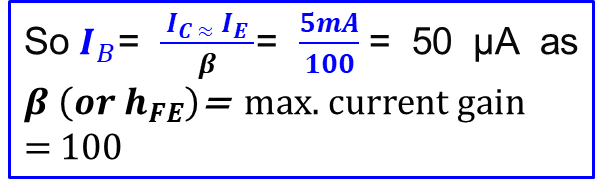 So I_B = (I_C ≈ I_E)/β = 5mA/100 = 50 µA as
β (or h_FE) = max. current gain
= 100